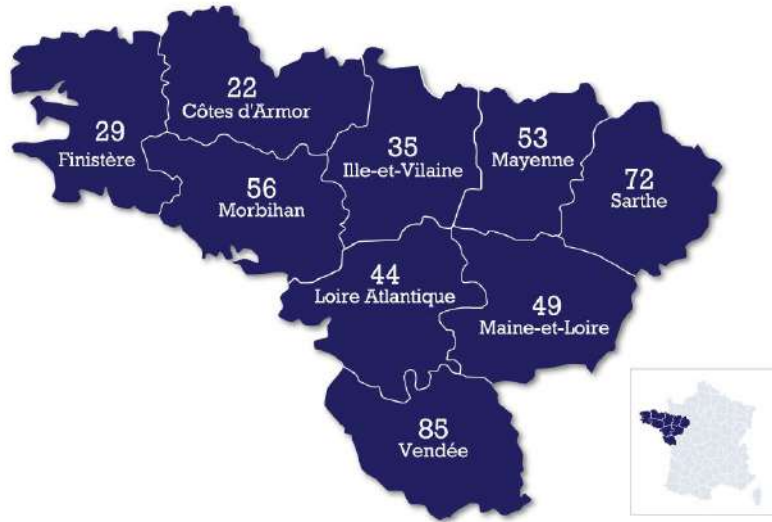 22
Côtes d'Armor
29
Finistère
35
Ille-et-Vilaine
53
Mayenne
56
Morbihan
72
Sarthe
44
Loire Atlantique
49
Maine-et-Loire
85
Vendée